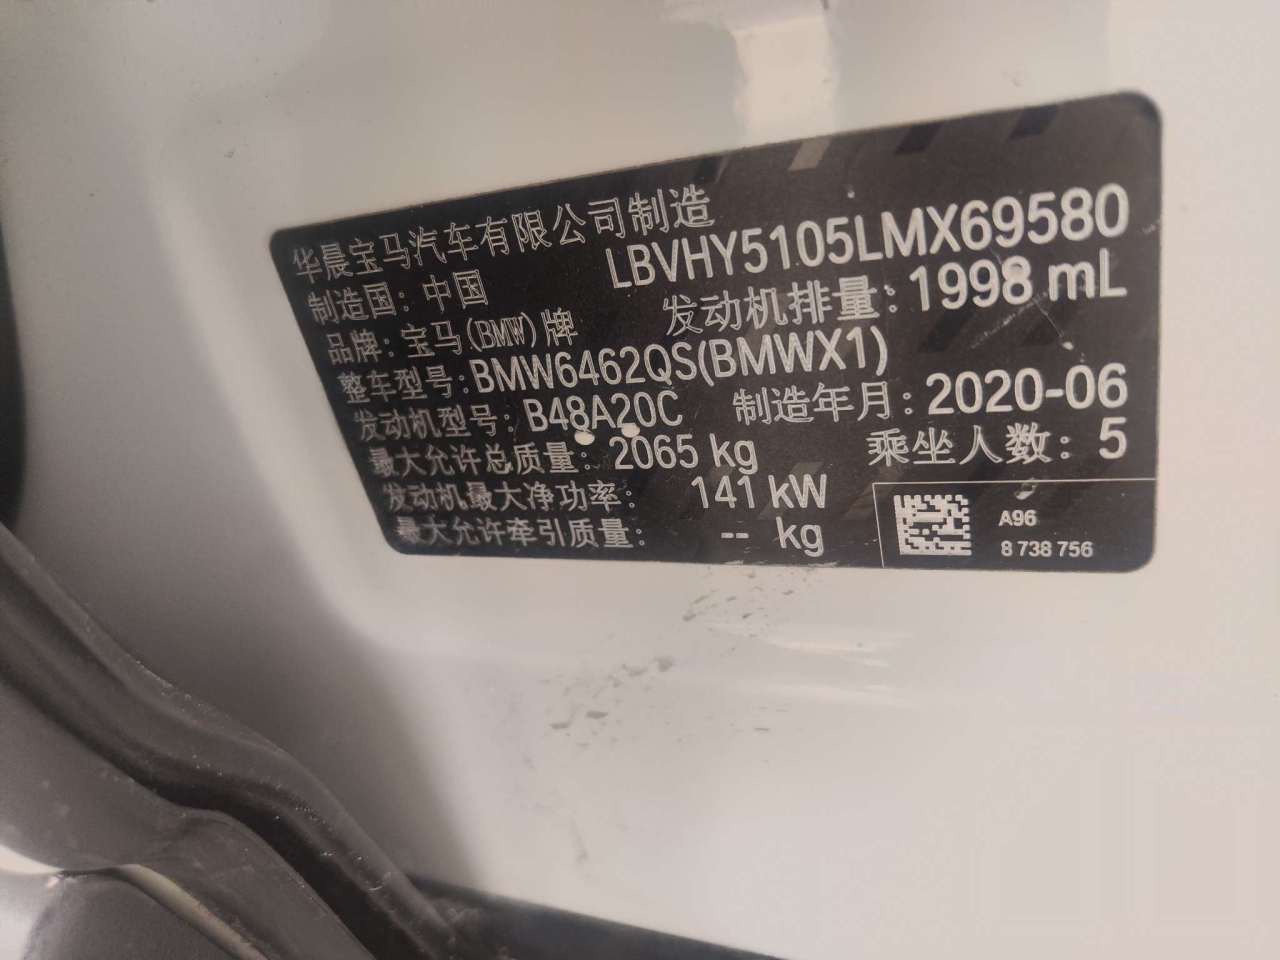 华晨宝马汽车有限公司制造
制造国：中国 LBVHY5105LMX69580
品牌：宝马(BMW)牌 发动机排量：1998 mL
整车型号：BMW6462QS(BMWX1)
发动机型号：B48A20C 制造年月：2020-06
最大允许总质量：2065 kg 乘坐人数：5
发动机最大净功率：141 kW
最大允许牵引质量：-- kg
A96
8 738 756